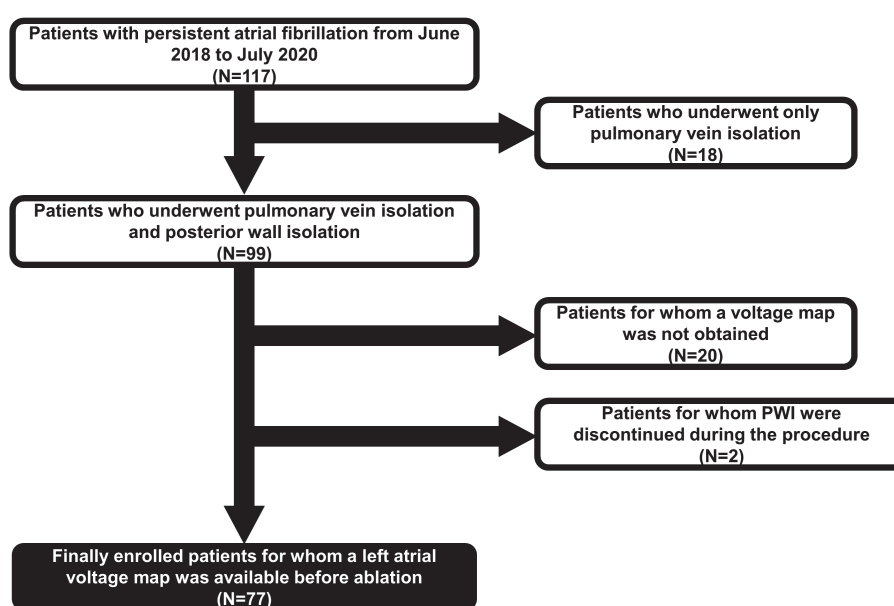 Patients with persistent atrial fibrillation from June
2018 to July 2020
(N=117)
Patients who underwent only
pulmonary vein isolation
(N=18)
Patients who underwent pulmonary vein isolation
and posterior wall isolation
(N=99)
Patients for whom a voltage map
was not obtained
(N=20)
Patients for whom PWI were
discontinued during the procedure
(N=2)
Finally enrolled patients for whom a left atrial
voltage map was available before ablation
(N=77)